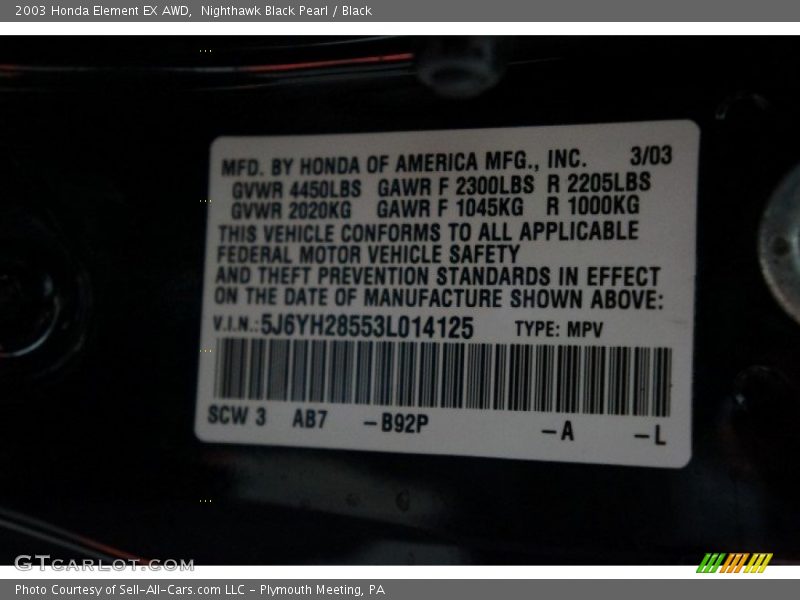 2003 Honda Element EX AWD,  Nighthawk Black Pearl / Black
MFD. BY HONDA OF AMERICA MFG., INC. 3/03
GVWR 4450LBS GAWR F 2300LBS R 2205LBS
GVWR 2020KG GAWR F 1045KG R 1000KG
THIS VEHICLE CONFORMS TO ALL APPLICABLE
FEDERAL MOTOR VEHICLE SAFETY
AND THEFT PREVENTION STANDARDS IN EFFECT
ON THE DATE OF MANUFACTURE SHOWN ABOVE:
V.I.N.:5J6YH28553L014125 TYPE: MPV
SCW 3 AB7 –B92P –A –L
GTcarlot.com
Photo Courtesy of Sell-All-Cars.com LLC - Plymouth Meeting, PA